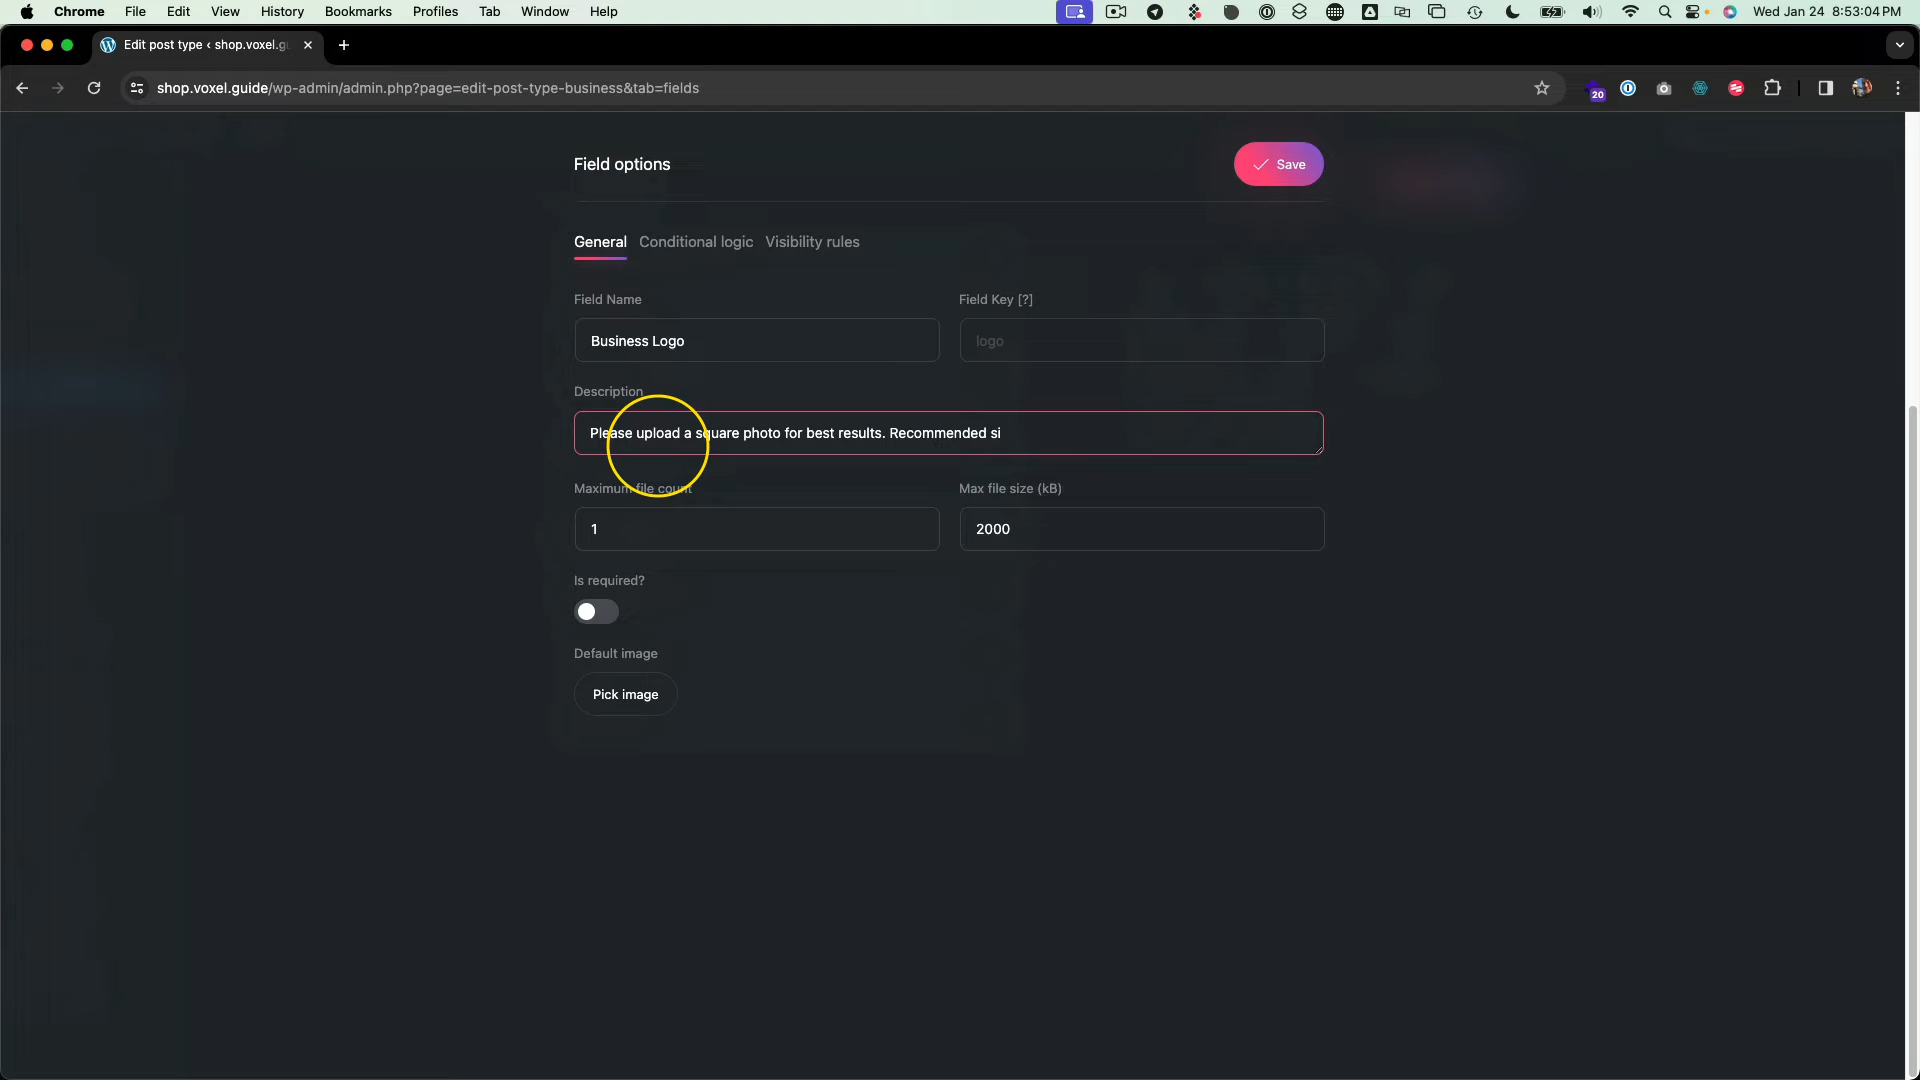 Chrome File Edit View History Bookmarks Profiles Tab Window Help Wed Jan 24 8:53:04 PM
Edit post type ‹ shop.voxel.gu
shop.voxel.guide/wp-admin/admin.php?page=edit-post-type-business&tab=fields
20
Field options
Save
General Conditional logic Visibility rules
Field Name Field Key [?]
Business Logo logo
Description
Please upload a square photo for best results. Recommended si
Maximum file count Max file size (kB)
1 2000
Is required?
Default image
Pick image